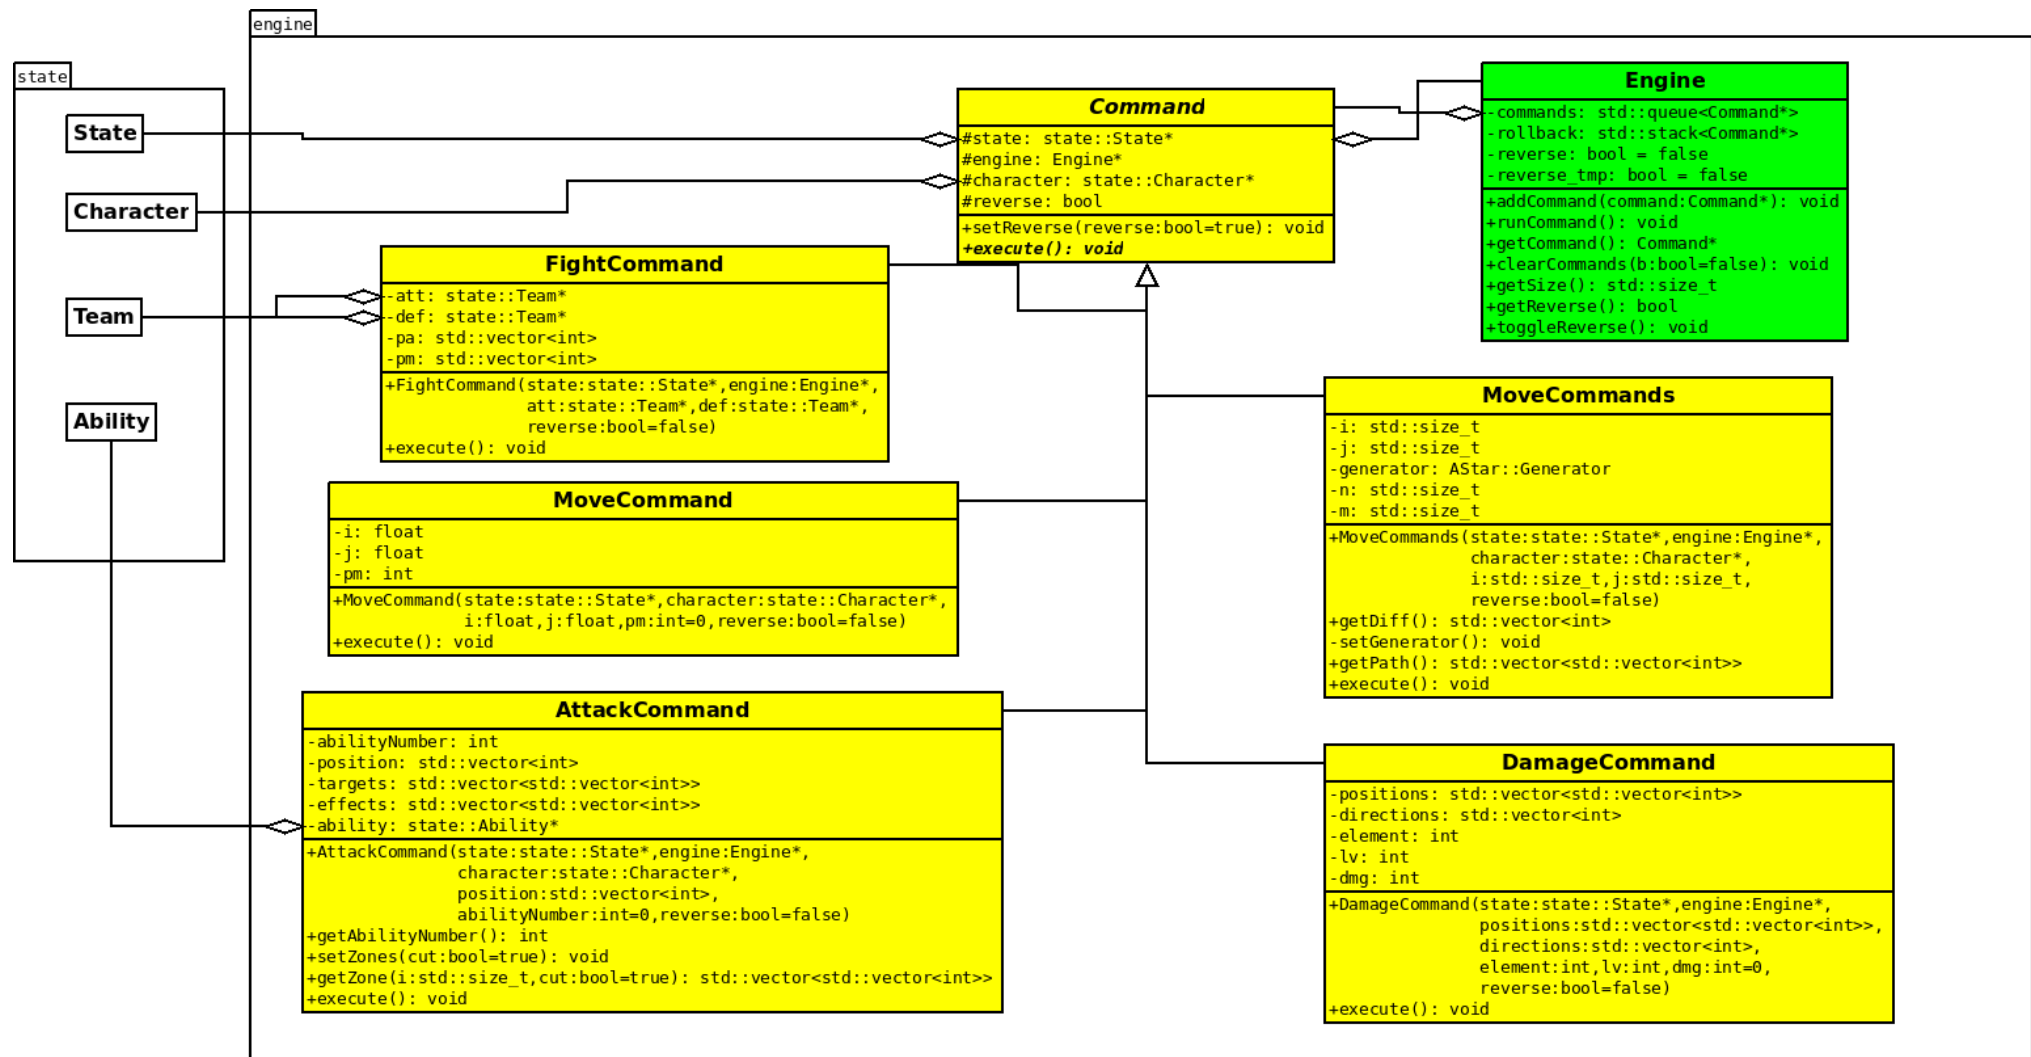 engine
state
State
Character
Team
Ability
Command
#state: state::State*
#engine: Engine*
#character: state::Character*
#reverse: bool
+setReverse(reverse:bool=true): void
+execute(): void
Engine
-commands: std::queue<Command*>
-rollback: std::stack<Command*>
-reverse: bool = false
-reverse_tmp: bool = false
+addCommand(command:Command*): void
+runCommand(): void
+getCommand(): Command*
+clearCommands(b:bool=false): void
+getSize(): std::size_t
+getReverse(): bool
+toggleReverse(): void
FightCommand
-att: state::Team*
-def: state::Team*
-pa: std::vector<int>
-pm: std::vector<int>
+FightCommand(state:state::State*,engine:Engine*,
att:state::Team*,def:state::Team*,
reverse:bool=false)
+execute(): void
MoveCommands
-i: std::size_t
-j: std::size_t
-generator: AStar::Generator
-n: std::size_t
-m: std::size_t
+MoveCommands(state:state::State*,engine:Engine*,
character:state::Character*,
i:std::size_t,j:std::size_t,
reverse:bool=false)
+getDiff(): std::vector<int>
-setGenerator(): void
+getPath(): std::vector<std::vector<int>>
+execute(): void
MoveCommand
-i: float
-j: float
-pm: int
+MoveCommand(state:state::State*,character:state::Character*,
i:float,j:float,pm:int=0,reverse:bool=false)
+execute(): void
AttackCommand
-abilityNumber: int
-position: std::vector<int>
-targets: std::vector<std::vector<int>>
-effects: std::vector<std::vector<int>>
-ability: state::Ability*
+AttackCommand(state:state::State*,engine:Engine*,
character:state::Character*,
position:std::vector<int>,
abilityNumber:int=0,reverse:bool=false)
+getAbilityNumber(): int
+setZones(cut:bool=true): void
+getZone(i:std::size_t,cut:bool=true): std::vector<std::vector<int>>
+execute(): void
DamageCommand
-positions: std::vector<std::vector<int>>
-directions: std::vector<int>
-element: int
-lv: int
-dmg: int
+DamageCommand(state:state::State*,engine:Engine*,
positions:std::vector<std::vector<int>>,
directions:std::vector<int>,
element:int,lv:int,dmg:int=0,
reverse:bool=false)
+execute(): void